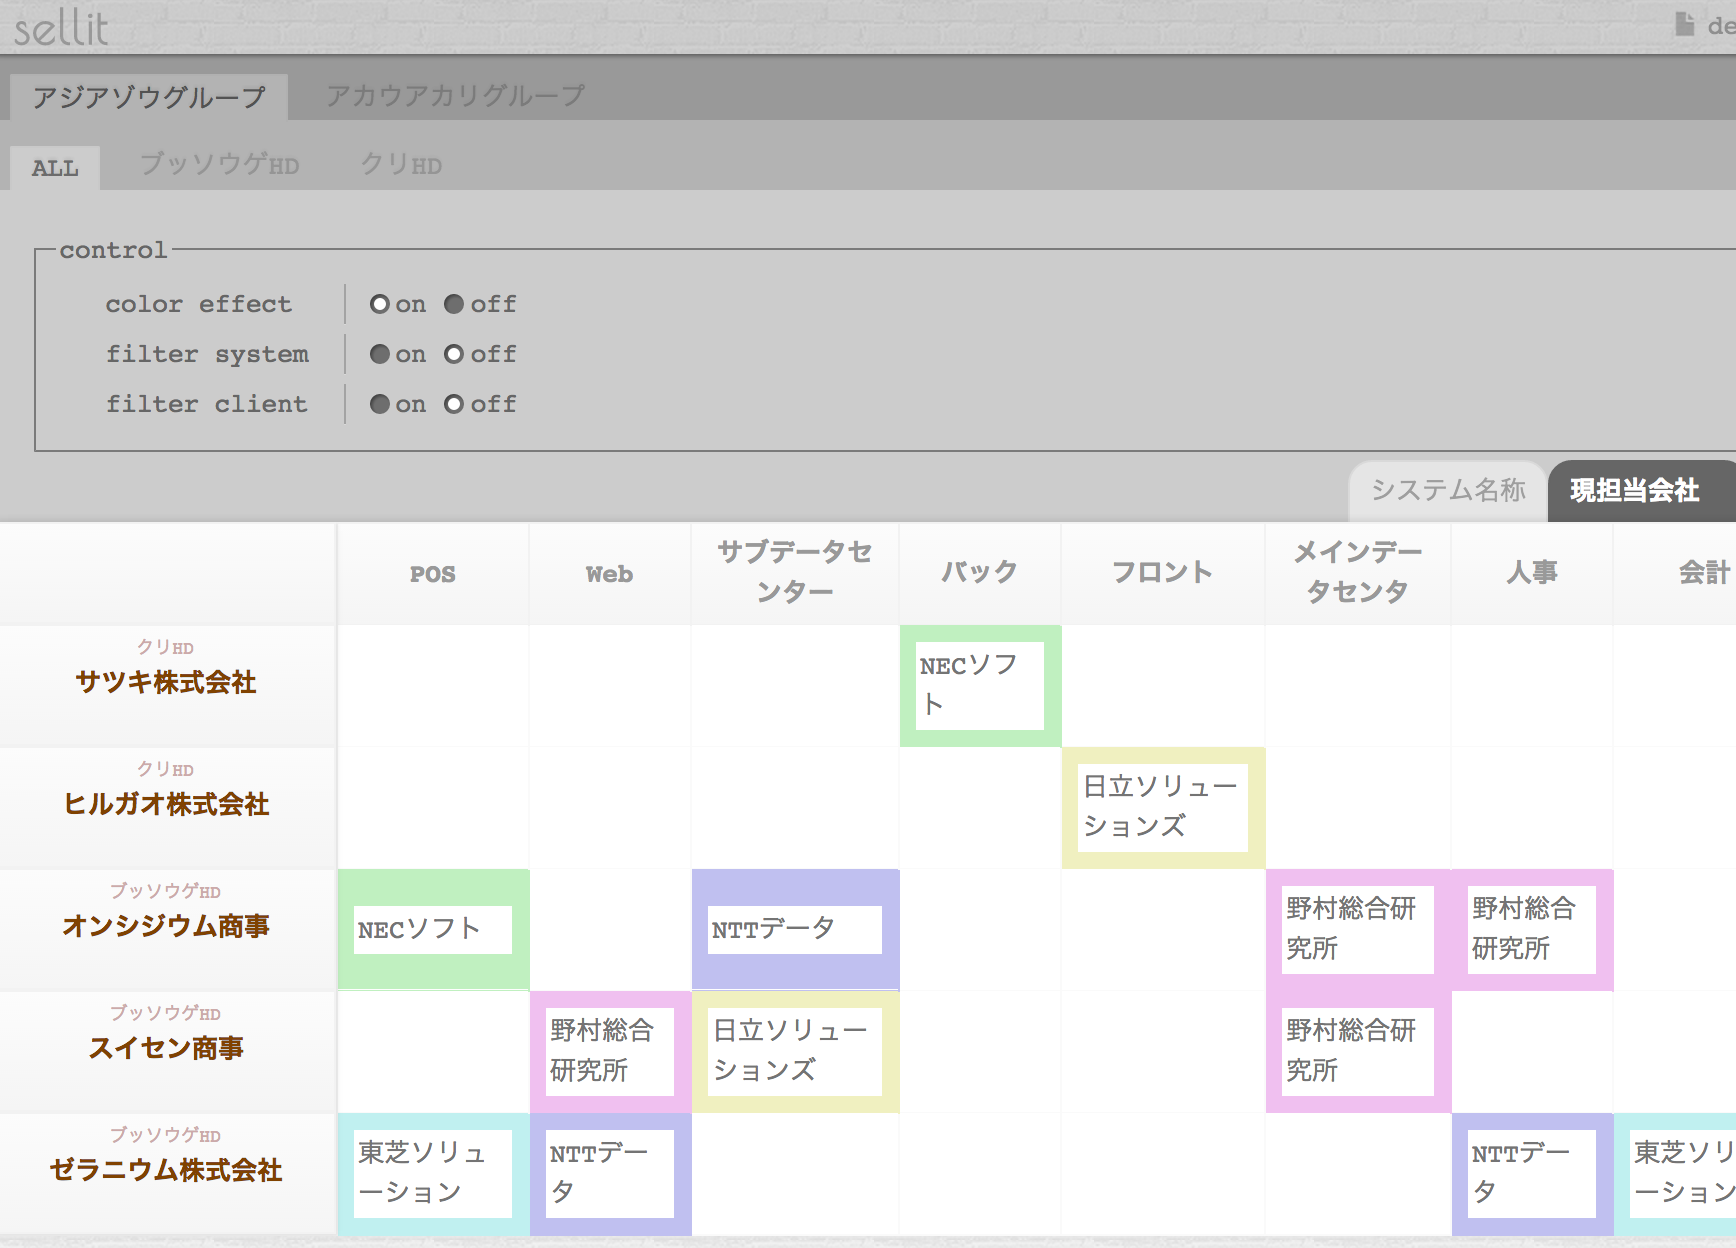 sellit
de
アジアゾウグループ アカウアカリグループ
ALL ブッソウゲHD クリHD
control
color effect on off
filter system on off
filter client on off
システム名称 現担当会社
POS Web サブデータセ
ンター バック フロント メインデー
タセンタ 人事 会計
クリHD
サツキ株式会社
NECソフ
ト
クリHD
ヒルガオ株式会社
日立ソリュー
ションズ
ブッソウゲHD
オンシジウム商事
NECソフト
NTTデータ
野村総合研
究所
野村総合
研究所
ブッソウゲHD
スイセン商事
野村総合
研究所
日立ソリュー
ションズ
野村総合研
究所
ブッソウゲHD
ゼラニウム株式会社
東芝ソリュ
ーション
NTTデー
タ
NTTデー
タ
東芝ソリ
ーション